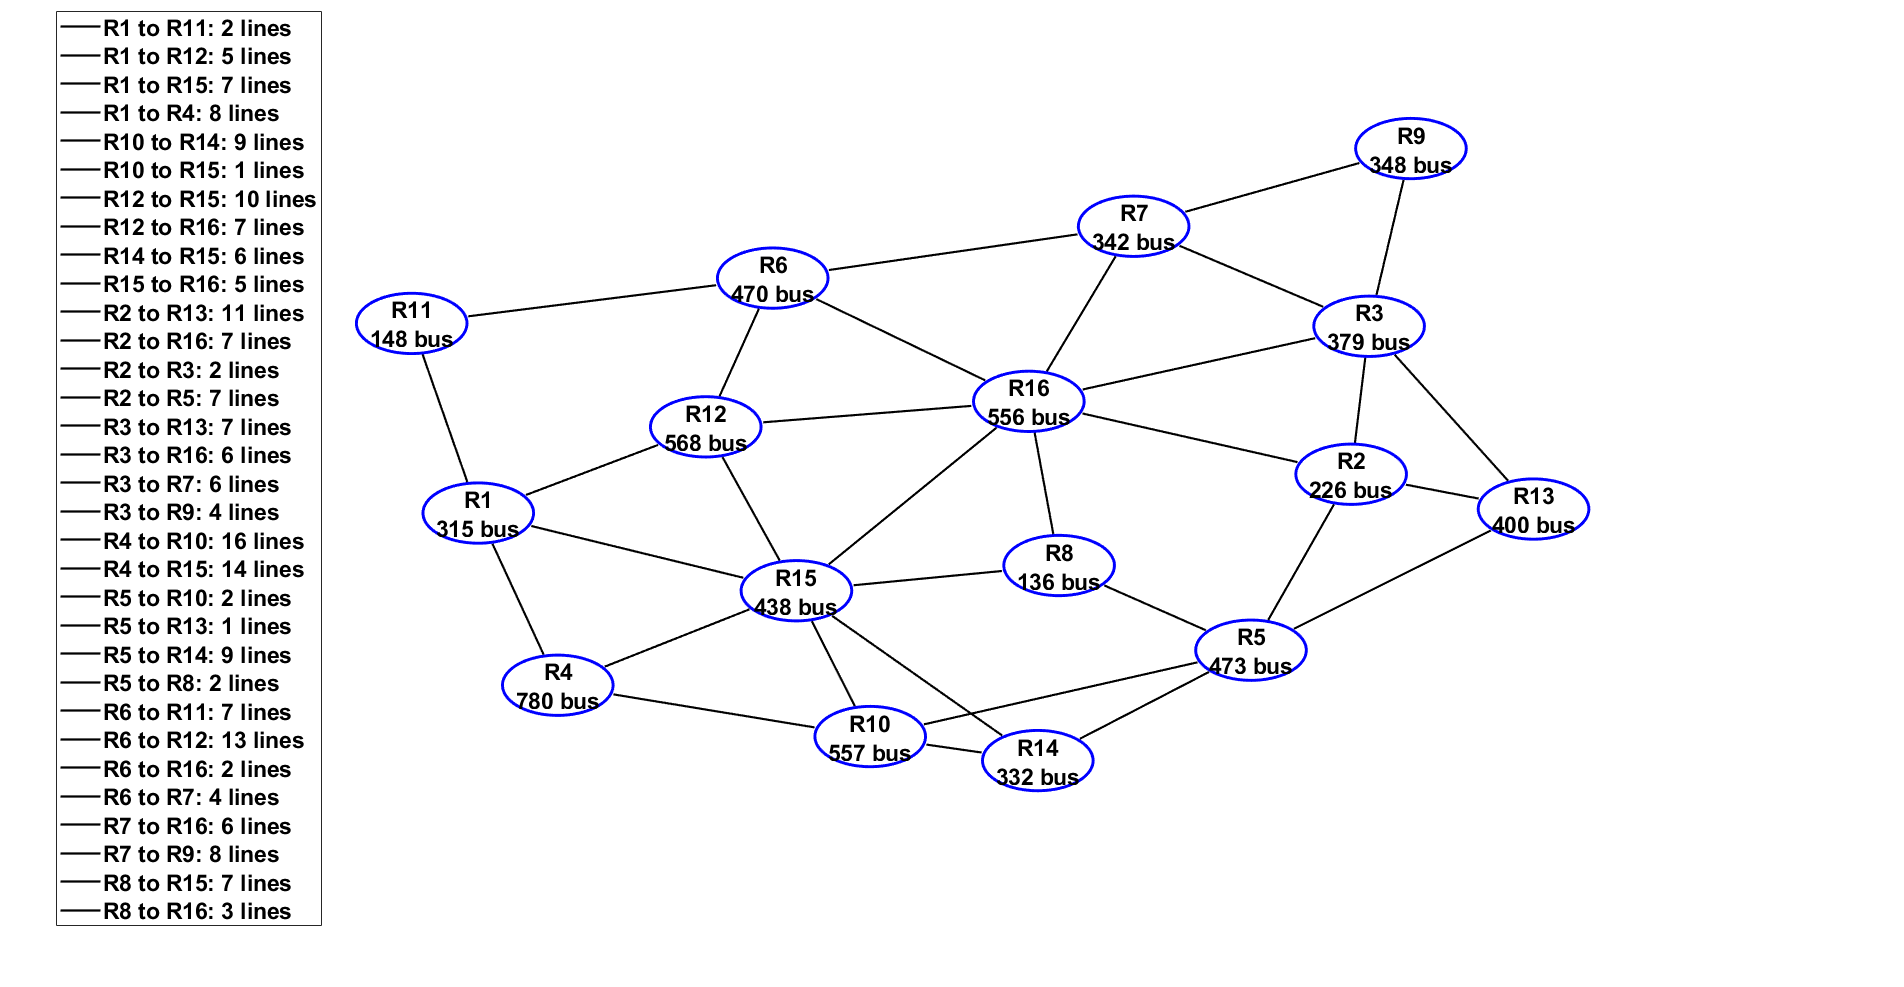 R1 to R11: 2 lines
R1 to R12: 5 lines
R1 to R15: 7 lines
R1 to R4: 8 lines
R10 to R14: 9 lines
R10 to R15: 1 lines
R12 to R15: 10 lines
R12 to R16: 7 lines
R14 to R15: 6 lines
R15 to R16: 5 lines
R2 to R13: 11 lines
R2 to R16: 7 lines
R2 to R3: 2 lines
R2 to R5: 7 lines
R3 to R13: 7 lines
R3 to R16: 6 lines
R3 to R7: 6 lines
R3 to R9: 4 lines
R4 to R10: 16 lines
R4 to R15: 14 lines
R5 to R10: 2 lines
R5 to R13: 1 lines
R5 to R14: 9 lines
R5 to R8: 2 lines
R6 to R11: 7 lines
R6 to R12: 13 lines
R6 to R16: 2 lines
R6 to R7: 4 lines
R7 to R16: 6 lines
R7 to R9: 8 lines
R8 to R15: 7 lines
R8 to R16: 3 lines
R9
348 bus
R7
342 bus
R6
470 bus
R11
148 bus
R3
379 bus
R16
556 bus
R12
568 bus
R2
226 bus
R13
400 bus
R1
315 bus
R8
136 bus
R15
438 bus
R5
473 bus
R4
780 bus
R10
557 bus
R14
332 bus